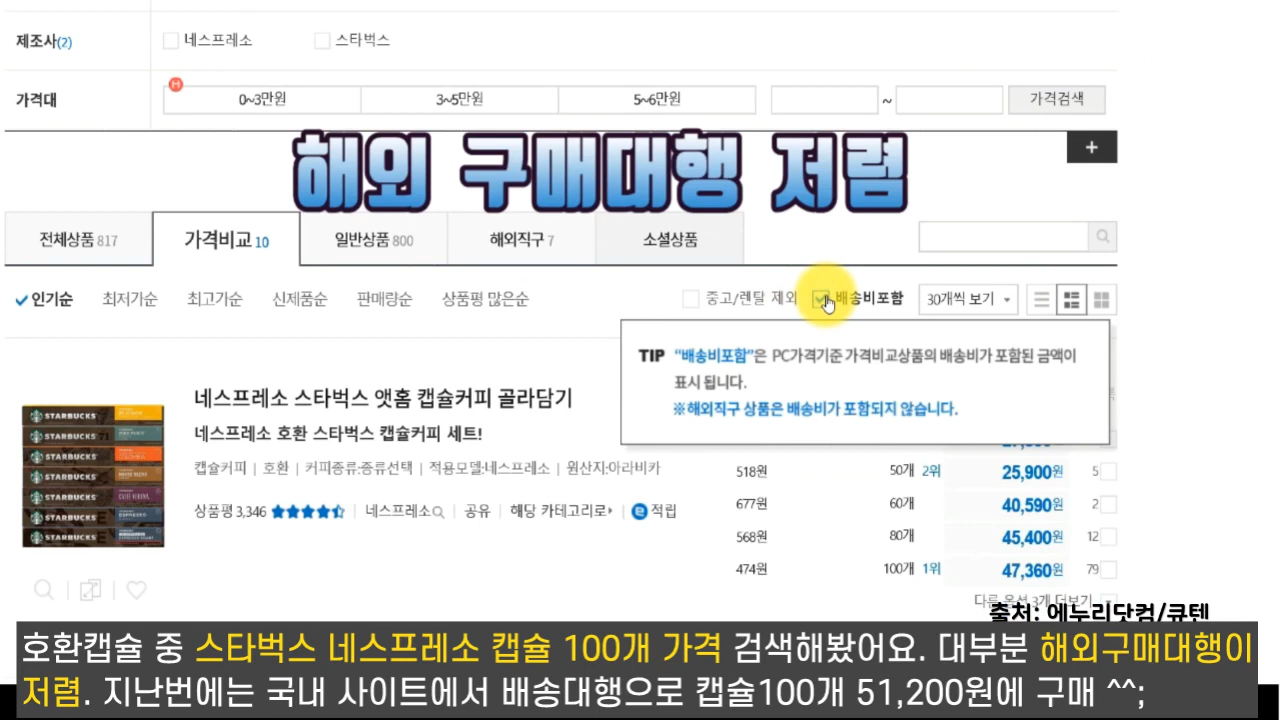 제조사(2) 네스프레소 스타벅스
가격대 0~3만원 3~5만원 5~6만원 ~ 가격검색
해외 구매대행 저렴
전체상품 817 가격비교 10 일반상품 800 해외직구 7 소셜상품
인기순 최저가순 최고가순 신제품순 판매량순 상품평 많은순 중고/렌탈 제외 배송비포함 30개씩 보기
TIP "배송비포함"은 PC가격기준 가격비교상품의 배송비가 포함된 금액이
표시 됩니다.
※해외직구 상품은 배송비가 포함되지 않습니다.
네스프레소 스타벅스 앳홈 캡슐커피 골라담기
네스프레소 호환 스타벅스 캡슐커피 세트!
캡슐커피 | 호환 | 커피종류:종류선택 | 적용모델:네스프레소 | 원산지:아라비카
상품평 3,346 네스프레소 | 공유 | 해당 카테고리로 | 적립
STARBUCKS
STARBUCKS
STARBUCKS
STARBUCKS
STARBUCKS
STARBUCKS
STARBUCKS
518원 50개 2위 25,900원 5
677원 60개 40,590원 2
568원 80개 45,400원 12
474원 100개 1위 47,360원 79
다른 옵션 3개 더보기
출처: 에누리닷컴/큐텐
호환캡슐 중 스타벅스 네스프레소 캡슐 100개 가격 검색해봤어요. 대부분 해외구매대행이
저렴. 지난번에는 국내 사이트에서 배송대행으로 캡슐100개 51,200원에 구매 ^^;